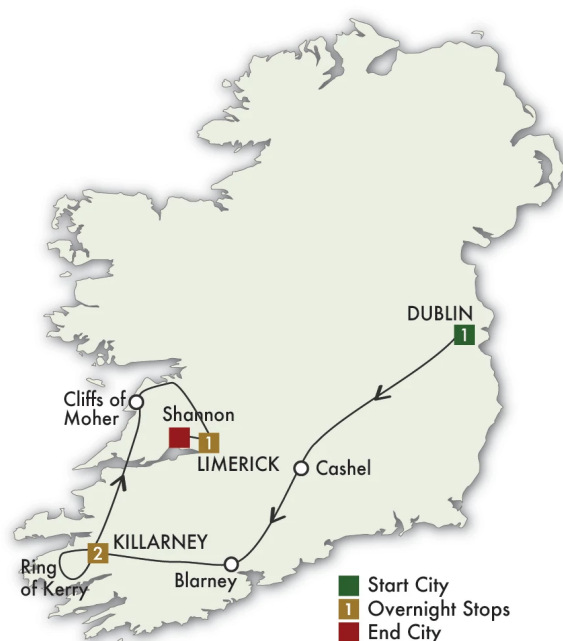 DUBLIN
1
Cliffs of
Moher
Shannon
1
LIMERICK
Cashel
2
KILLARNEY
Ring
of Kerry
Blarney
Start City
1 Overnight Stops
End City